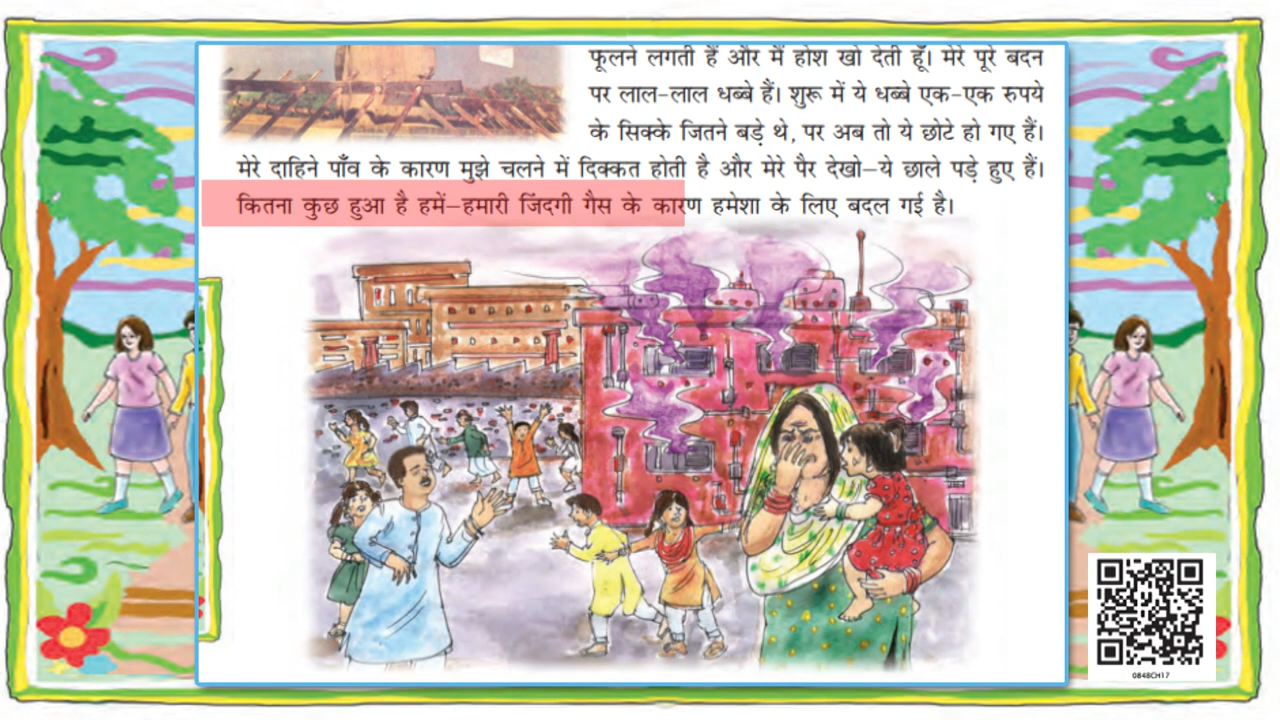 फूलने लगती हैं और मैं होश खो देती हूँ। मेरे पूरे बदन
पर लाल-लाल धब्बे हैं। शुरू में ये धब्बे एक-एक रुपये
के सिक्के जितने बड़े थे, पर अब तो ये छोटे हो गए हैं।
मेरे दाहिने पाँव के कारण मुझे चलने में दिक्कत होती है और मेरे पैर देखो–ये छाले पड़े हुए हैं।
कितना कुछ हुआ है हमें–हमारी जिंदगी गैस के कारण हमेशा के लिए बदल गई है।
0848CH17